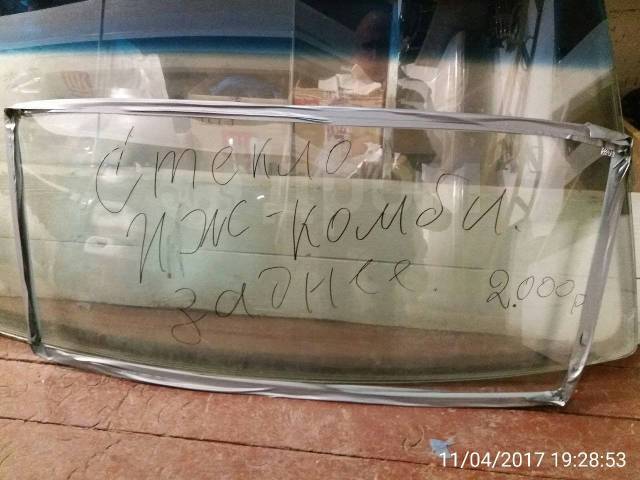 Стекло
ИЖ-комби.
заднее.
2.000р
11/04/2017 19:28:53